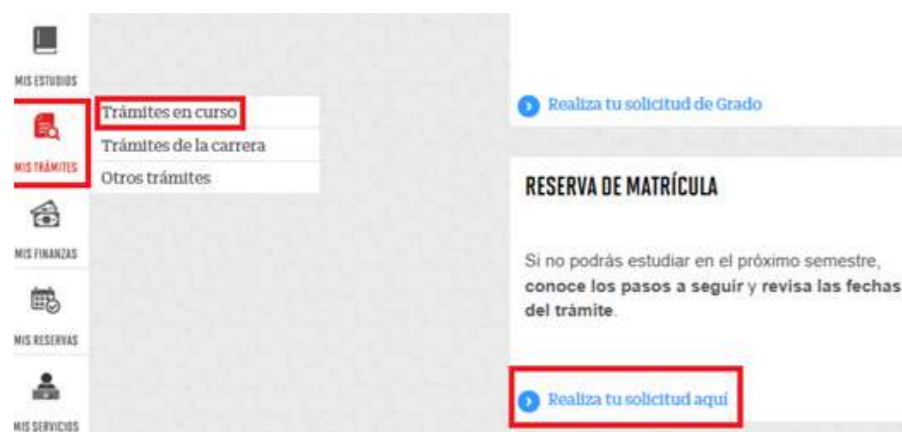 MIS ESTUDIOS
MIS TRÁMITES
MIS FINANZAS
MIS RESERVAS
MIS SERVICIOS
Trámites en curso
Trámites de la carrera
Otros trámites
Realiza tu solicitud de Grado
RESERVA DE MATRÍCULA
Si no podrás estudiar en el próximo semestre,
conoce los pasos a seguir y revisa las fechas
del trámite.
Realiza tu solicitud aquí